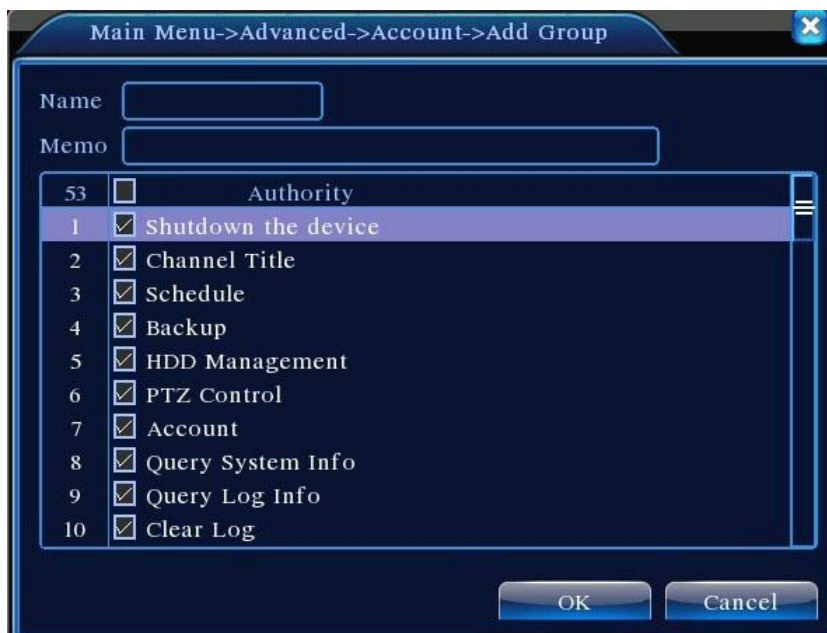 Main Menu->Advanced->Account->Add Group
Name
Memo
53 Authority
1 Shutdown the device
2 Channel Title
3 Schedule
4 Backup
5 HDD Management
6 PTZ Control
7 Account
8 Query System Info
9 Query Log Info
10 Clear Log
OK Cancel